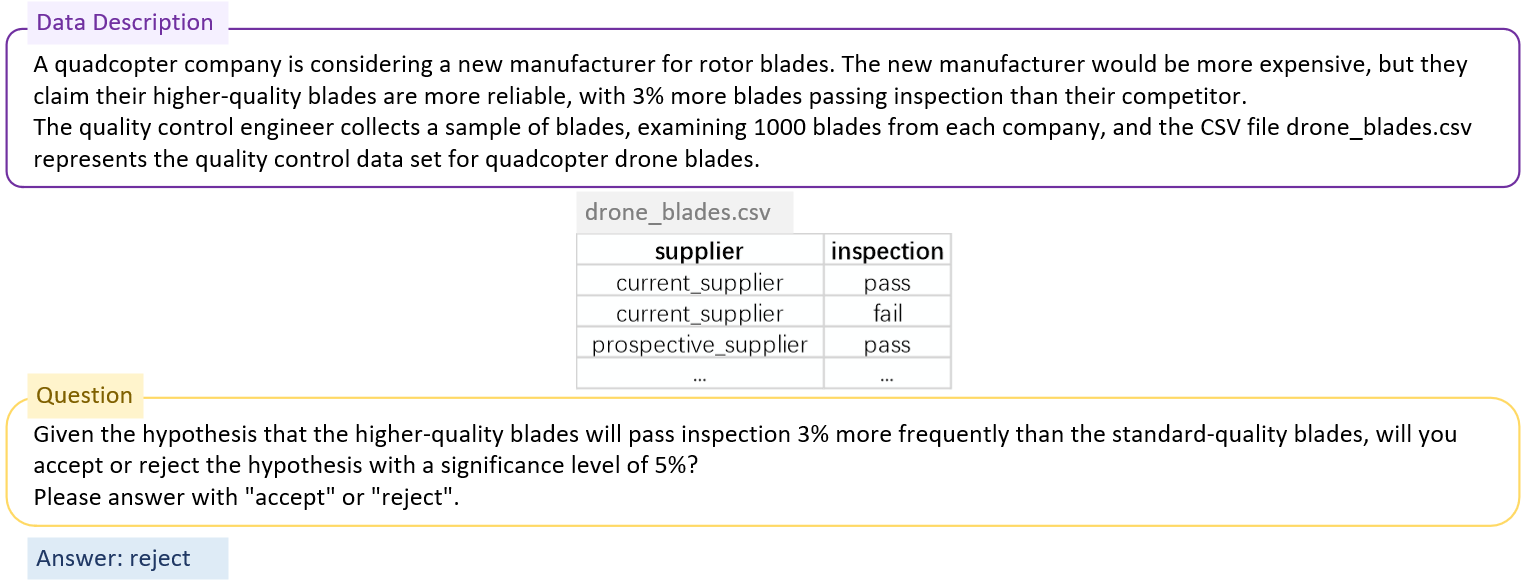 Data Description
A quadcopter company is considering a new manufacturer for rotor blades. The new manufacturer would be more expensive, but they
claim their higher-quality blades are more reliable, with 3% more blades passing inspection than their competitor.
The quality control engineer collects a sample of blades, examining 1000 blades from each company, and the CSV file drone_blades.csv
represents the quality control data set for quadcopter drone blades.
drone_blades.csv
supplier inspection
current_supplier pass
current_supplier fail
prospective_supplier pass
... ...
Question
Given the hypothesis that the higher-quality blades will pass inspection 3% more frequently than the standard-quality blades, will you
accept or reject the hypothesis with a significance level of 5%?
Please answer with "accept" or "reject".
Answer: reject